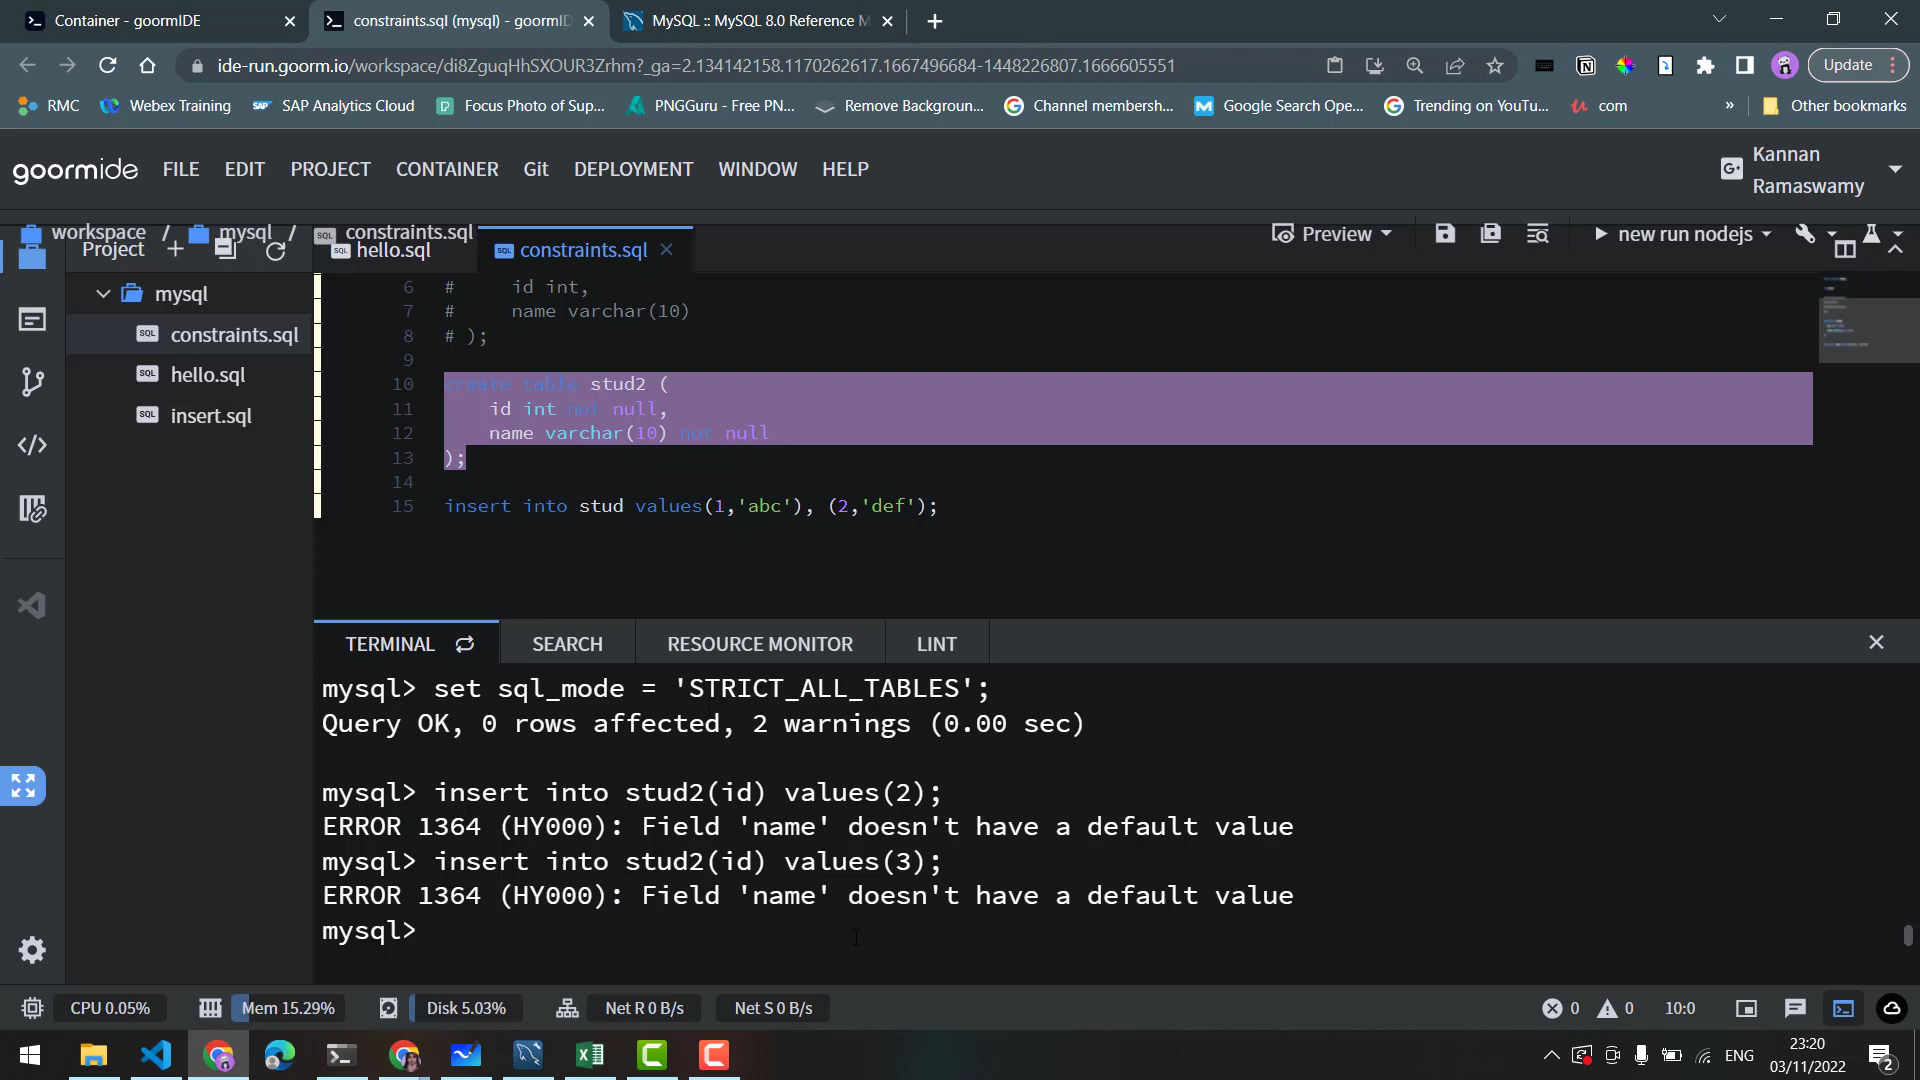 Container - goormIDE
constraints.sql (mysql) - goormID
MySQL :: MySQL 8.0 Reference M
ide-run.goorm.io/workspace/di8ZguqHhSXOUR3Zrhm?_ga=2.134142158.1170262617.1667496684-1448226807.1666605551
Update
RMC
Webex Training
SAP Analytics Cloud
Focus Photo of Sup...
PNGGuru - Free PN...
Remove Backgroun...
Channel membersh...
Google Search Ope...
Trending on YouTu...
com
»
Other bookmarks
goormide
FILE
EDIT
PROJECT
CONTAINER
Git
DEPLOYMENT
WINDOW
HELP
Kannan
Ramaswamy
workspace / mysql / constraints.sql
Preview
new run nodejs
Project
hello.sql
constraints.sql
mysql
constraints.sql
hello.sql
insert.sql
6 # id int,
7 # name varchar(10)
8 # );
9
10 create table stud2 (
11 id int not null,
12 name varchar(10) not null
13 );
14
15 insert into stud values(1,'abc'), (2,'def');
TERMINAL
SEARCH
RESOURCE MONITOR
LINT
mysql> set sql_mode = 'STRICT_ALL_TABLES';
Query OK, 0 rows affected, 2 warnings (0.00 sec)
mysql> insert into stud2(id) values(2);
ERROR 1364 (HY000): Field 'name' doesn't have a default value
mysql> insert into stud2(id) values(3);
ERROR 1364 (HY000): Field 'name' doesn't have a default value
mysql>
CPU 0.05%
Mem 15.29%
Disk 5.03%
Net R 0 B/s
Net S 0 B/s
0
0
10:0
ENG
23:20
03/11/2022
2